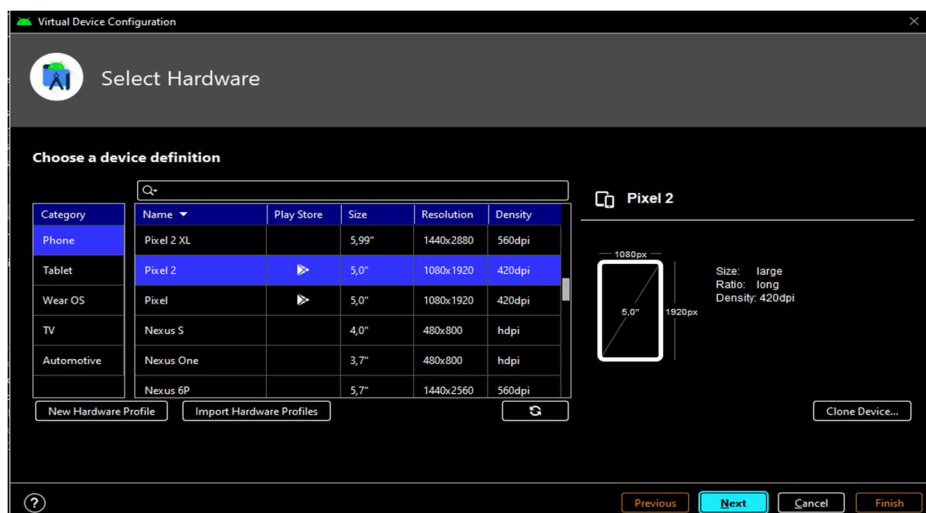 Virtual Device Configuration
Select Hardware
Choose a device definition
Category
Phone
Tablet
Wear OS
TV
Automotive
Name Play Store Size Resolution Density
Pixel 2 XL 5,99" 1440x2880 560dpi
Pixel 2 5,0" 1080x1920 420dpi
Pixel 5,0" 1080x1920 420dpi
Nexus S 4,0" 480x800 hdpi
Nexus One 3,7" 480x800 hdpi
Nexus 6P 5,7" 1440x2560 560dpi
New Hardware Profile Import Hardware Profiles
Pixel 2
1080px
5,0" 1920px
Size: large
Ratio: long
Density: 420dpi
Clone Device...
? Previous Next Cancel Finish